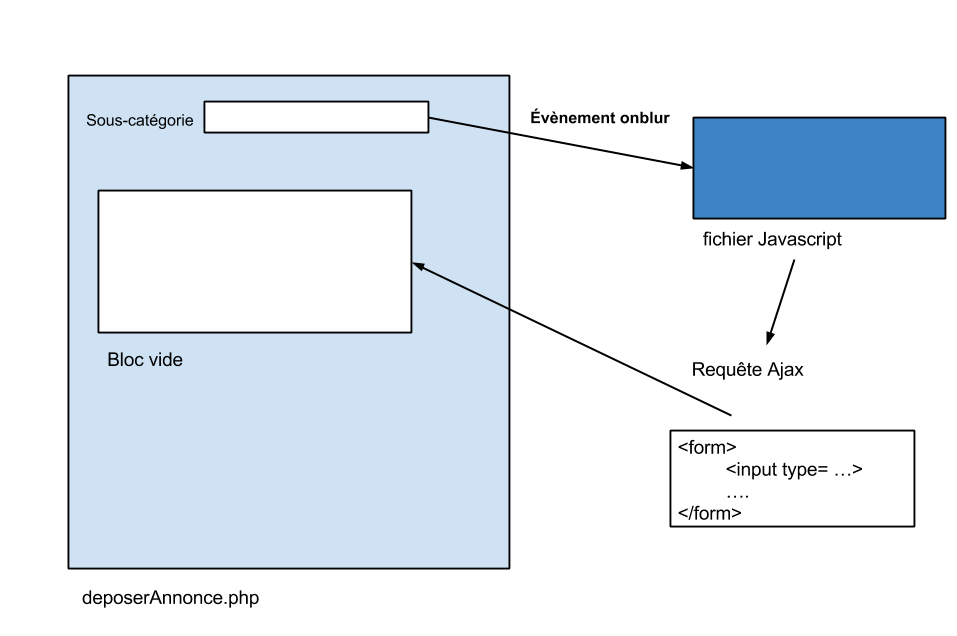 Sous-catégorie
Évènement onblur
fichier Javascript
Bloc vide
Requête Ajax
<form>
<input type= ...>
....
</form>
deposerAnnonce.php